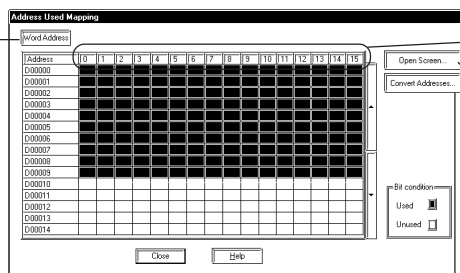 Address Used Mapping
Word Address
Address 0 1 2 3 4 5 6 7 8 9 10 11 12 13 14 15
D00000
D00001
D00002
D00003
D00004
D00005
D00006
D00007
D00008
D00009
D00010
D00011
D00012
D00013
D00014
Open Screen...
Convert Addresses...
Bit condition
Used
Unused
Close
Help